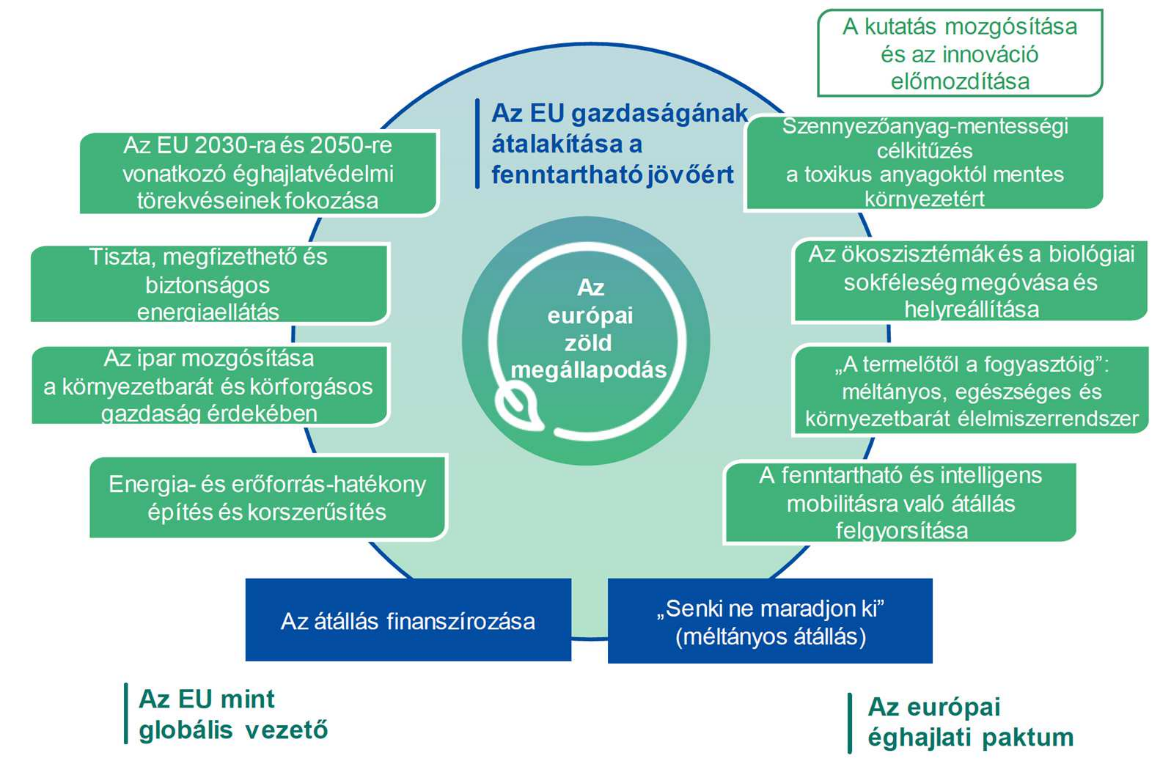 A kutatás mozgósítása
és az innováció
előmozdítása
Az EU gazdaságának
átalakítása a
fenntartható jövőért
Az EU 2030-ra és 2050-re
vonatkozó éghajlatvédelmi
törekvéseinek fokozása
Szennyezőanyag-mentességi
célkitűzés
a toxikus anyagoktól mentes
környezetért
Tiszta, megfizethető és
biztonságos
energiaellátás
Az ökoszisztémák és a biológiai
sokféleség megóvása és
helyreállítása
Az
európai
zöld
megállapodás
Az ipar mozgósítása
a környezetbarát és körforgásos
gazdaság érdekében
„A termelőtől a fogyasztóig”:
méltányos, egészséges és
környezetbarát élelmiszerrendszer
Energia- és erőforrás-hatékony
építés és korszerűsítés
A fenntartható és intelligens
mobilitásra való átállás
felgyorsítása
Az átállás finanszírozása
„Senki ne maradjon ki”
(méltányos átállás)
Az EU mint
globális vezető
Az európai
éghajlati paktum